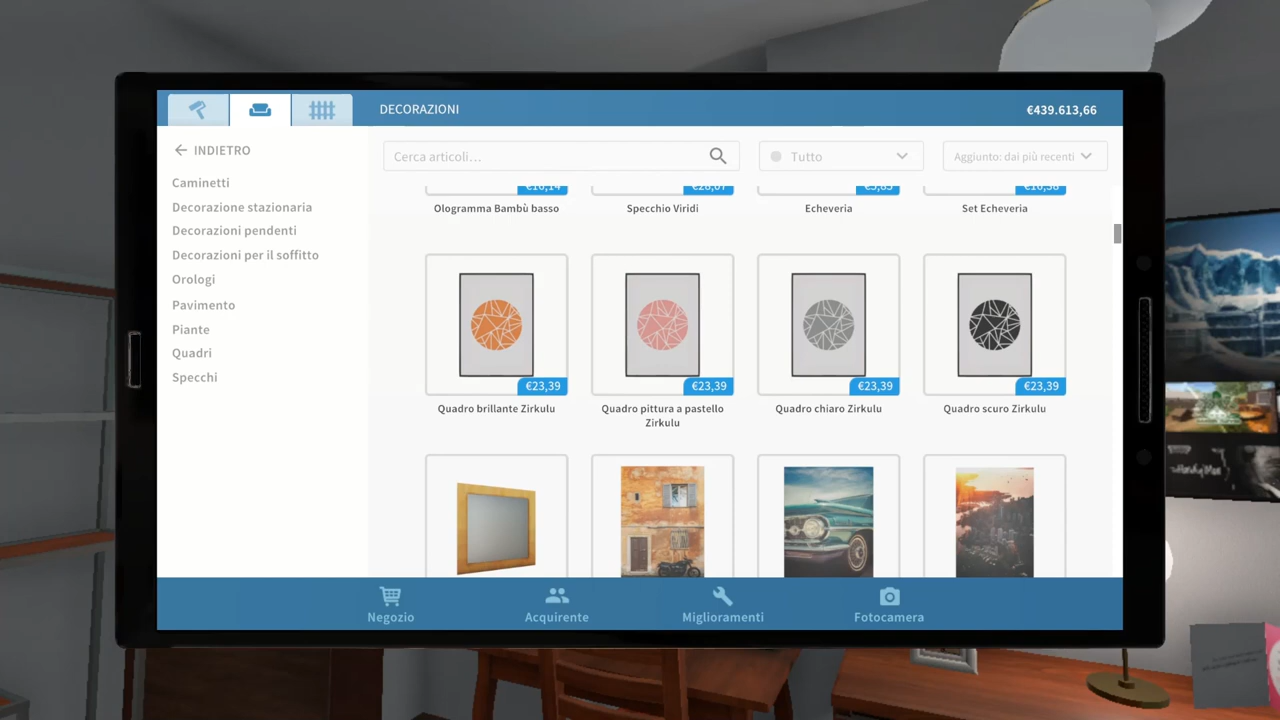 DECORAZIONI
€439.613,66
INDIETRO
Cerca articoli...
Tutto
Aggiunto: dai più recenti
Caminetti
Decorazione stazionaria
Decorazioni pendenti
Decorazioni per il soffitto
Orologi
Pavimento
Piante
Quadri
Specchi
Ologramma Bambù basso
Specchio Viridi
Echeveria
Set Echeveria
€23,39
€23,39
€23,39
€23,39
Quadro brillante Zirkulu
Quadro pittura a pastello
Zirkulu
Quadro chiaro Zirkulu
Quadro scuro Zirkulu
Negozio
Acquirente
Miglioramenti
Fotocamera